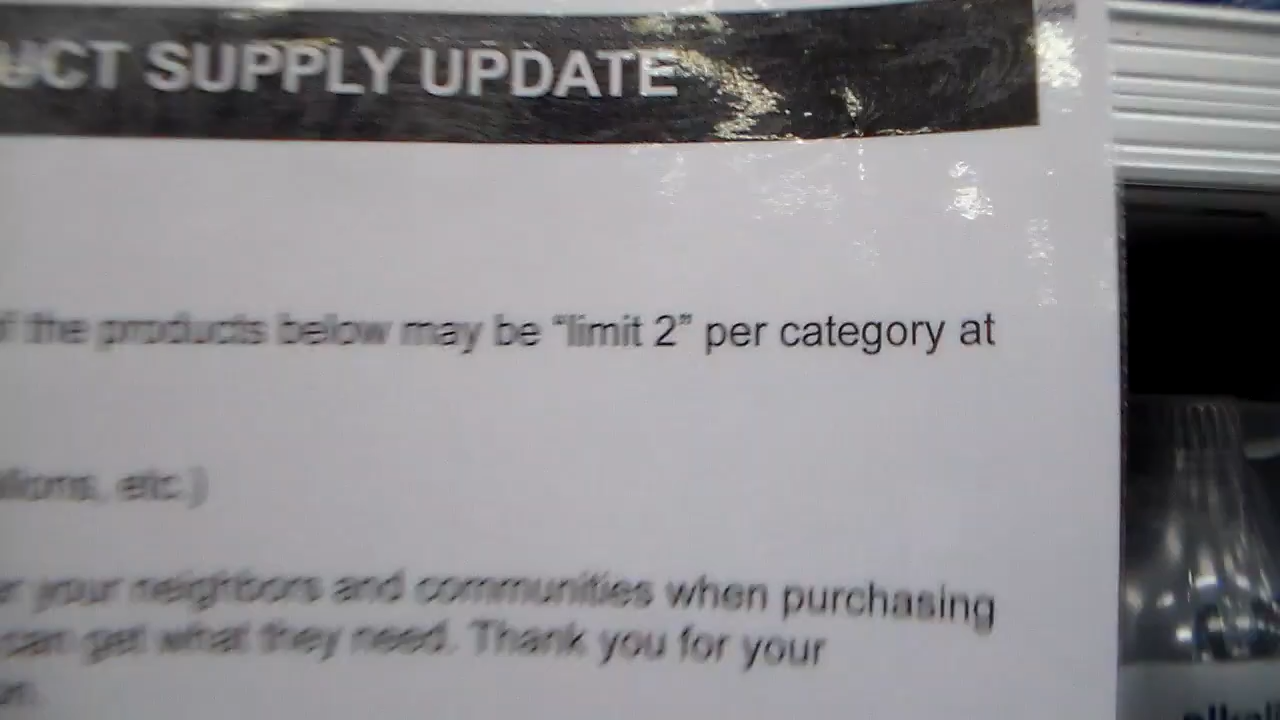 UCT SUPPLY UPDATE
the products below may be “limit 2” per category at
etc.)
your neighbors and communities when purchasing
can get what they need. Thank you for your